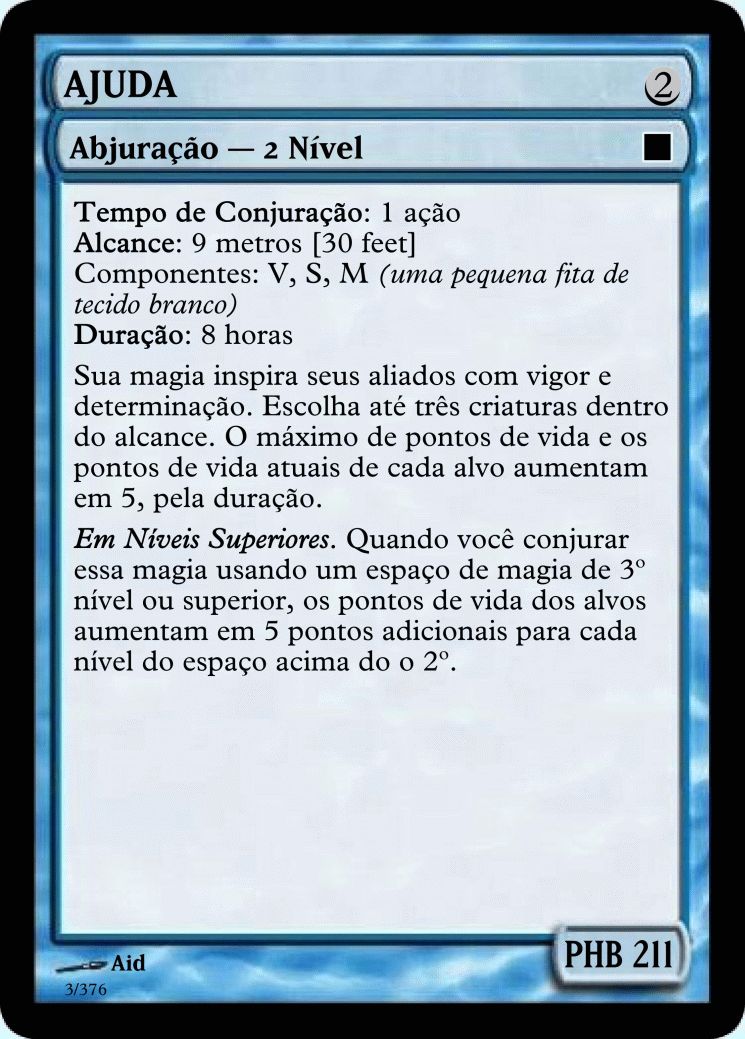 AJUDA
2
Abjuração — 2 Nível
Tempo de Conjuração: 1 ação
Alcance: 9 metros [30 feet]
Componentes: V, S, M (uma pequena fita de
tecido branco)
Duração: 8 horas
Sua magia inspira seus aliados com vigor e
determinação. Escolha até três criaturas dentro
do alcance. O máximo de pontos de vida e os
pontos de vida atuais de cada alvo aumentam
em 5, pela duração.
Em Níveis Superiores. Quando você conjurar
essa magia usando um espaço de magia de 3º
nível ou superior, os pontos de vida dos alvos
aumentam em 5 pontos adicionais para cada
nível do espaço acima do o 2º.
Aid
PHB 211
3/376